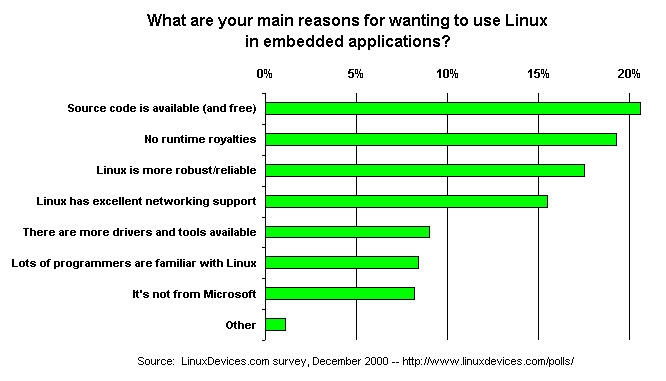 What are your main reasons for wanting to use Linux
in embedded applications?
0% 5% 10% 15% 20%
Source code is available (and free)
No runtime royalties
Linux is more robust/reliable
Linux has excellent networking support
There are more drivers and tools available
Lots of programmers are familiar with Linux
It's not from Microsoft
Other
Source: LinuxDevices.com survey, December 2000 -- http://www.linuxdevices.com/polls/